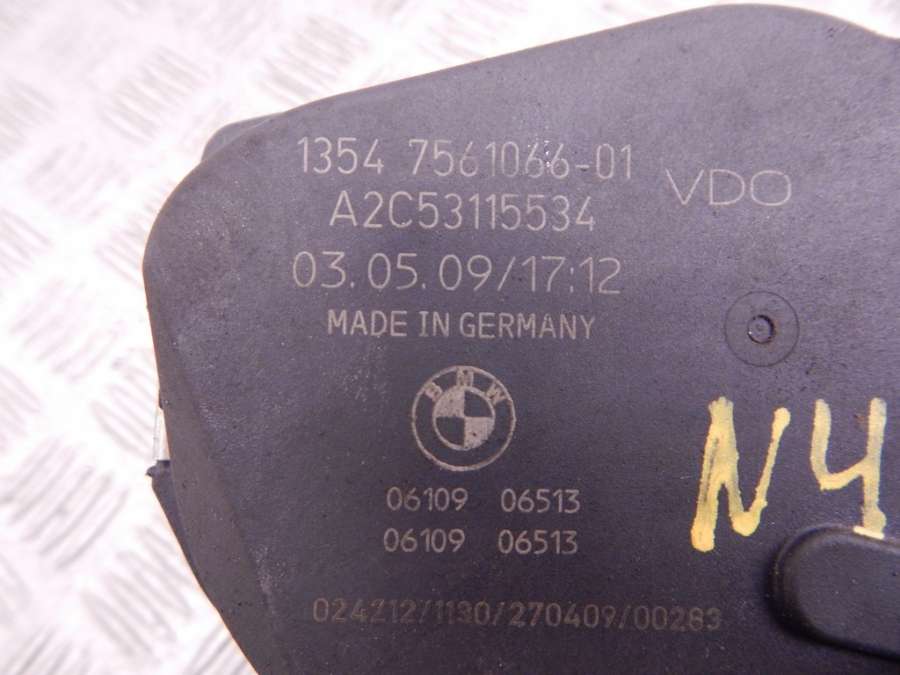 1354 7561066-01
VDO
A2C53115534
03.05.09/17:12
MADE IN GERMANY
BMW
N4
06109 06513
06109 06513
024212/1130/270409/00283